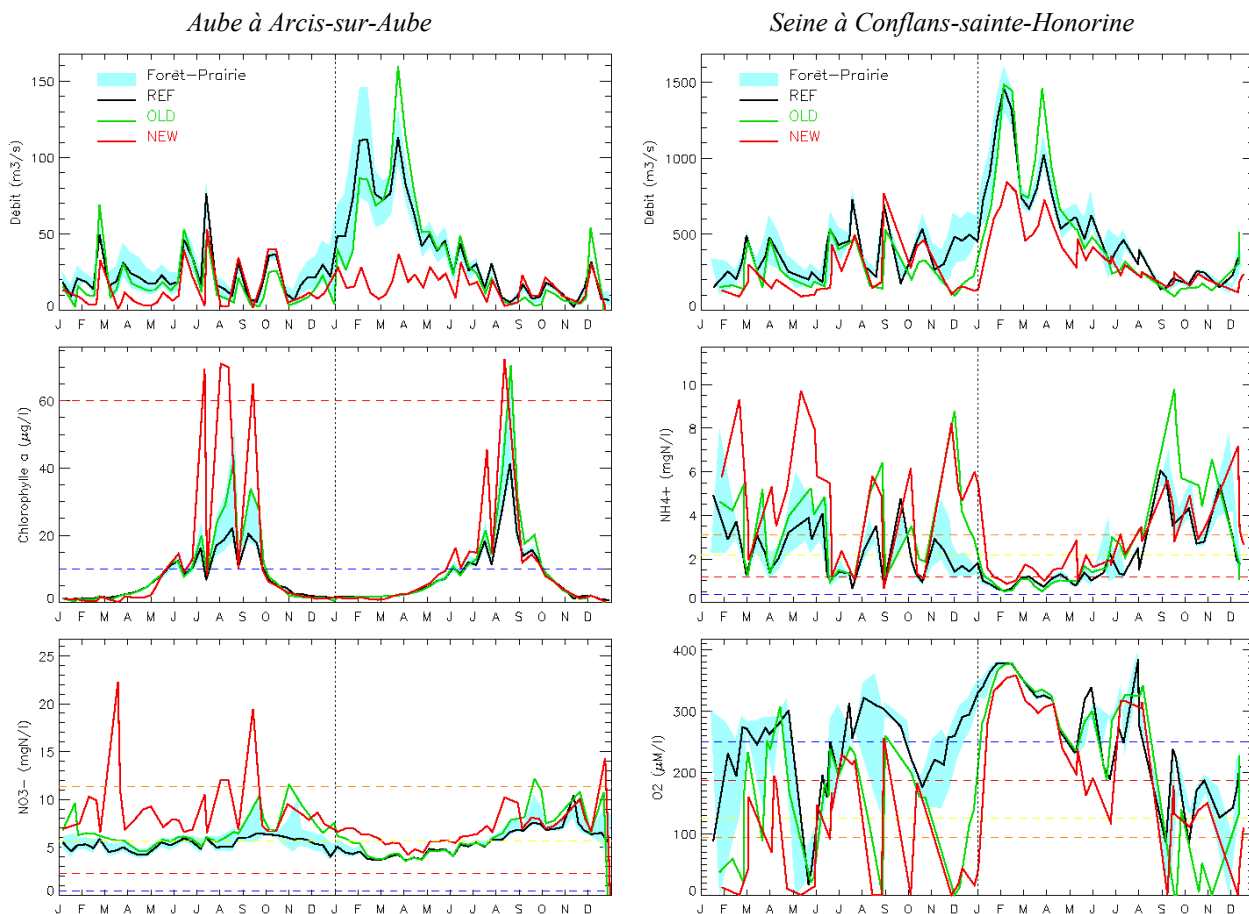 Aube à Arcis-sur-Aube
Seine à Conflans-sainte-Honorine
150
100
50
0
Débit (m3/s)
Forêt-Prairie
REF
OLD
NEW
J F M A M J J A S O N D J F M A M J J A S O N D
1500
1000
500
0
Débit (m3/s)
Forêt-Prairie
REF
OLD
NEW
J F M A M J J A S O N D J F M A M J J A S O N D
60
40
20
0
Chlorophylle a (μg/l)
J F M A M J J A S O N D J F M A M J J A S O N D
10
8
6
4
2
0
NH4+ (mgN/l)
J F M A M J J A S O N D J F M A M J J A S O N D
25
20
15
10
5
0
NO3- (mgN/l)
J F M A M J J A S O N D J F M A M J J A S O N D
400
300
200
100
0
O2 (μM/l)
J F M A M J J A S O N D J F M A M J J A S O N D